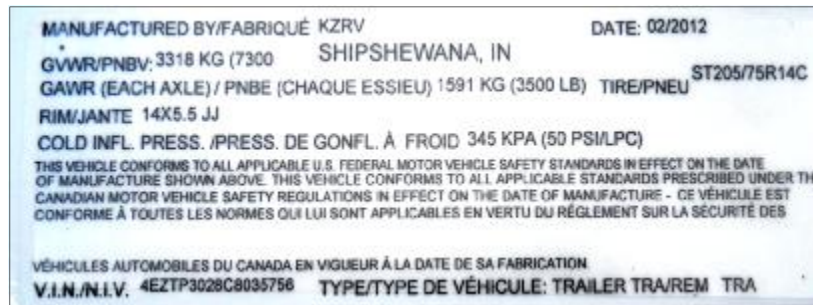 MANUFACTURED BY/FABRIQUÉ KZRV DATE: 02/2012
GVWR/PNBV: 3318 KG (7300 SHIPSHEWANA, IN
GAWR (EACH AXLE) / PNBE (CHAQUE ESSIEU) 1591 KG (3500 LB) TIRE/PNEU ST205/75R14C
RIM/JANTE 14X5.5 JJ
COLD INFL. PRESS. /PRESS. DE GONFL. À FROID 345 KPA (50 PSI/LPC)
THIS VEHICLE CONFORMS TO ALL APPLICABLE U.S. FEDERAL MOTOR VEHICLE SAFETY STANDARDS IN EFFECT ON THE DATE
OF MANUFACTURE SHOWN ABOVE. THIS VEHICLE CONFORMS TO ALL APPLICABLE STANDARDS PRESCRIBED UNDER TH
CANADIAN MOTOR VEHICLE SAFETY REGULATIONS IN EFFECT ON THE DATE OF MANUFACTURE - CE VÉHICULE EST
CONFORME À TOUTES LES NORMES QUI LUI SONT APPLICABLES EN VERTU DU RÉGLEMENT SUR LA SÉCURITÉ DES
VÉHICULES AUTOMOBILES DU CANADA EN VIGUEUR À LA DATE DE SA FABRICATION
V.I.N./N.I.V. 4EZTP3028C8035756 TYPE/TYPE DE VÉHICULE: TRAILER TRA/REM TRA